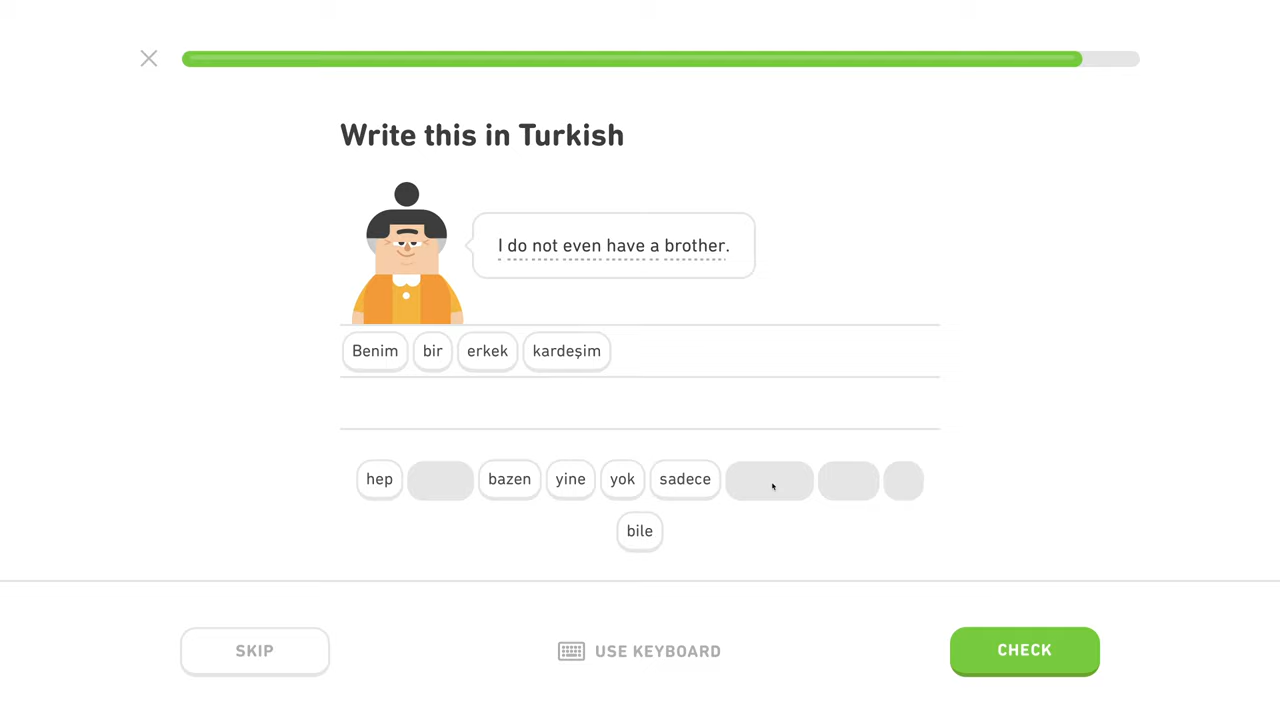 Write this in Turkish
I do not even have a brother.
Benim bir erkek kardeşim
hep bazen yine yok sadece
bile
SKIP USE KEYBOARD CHECK